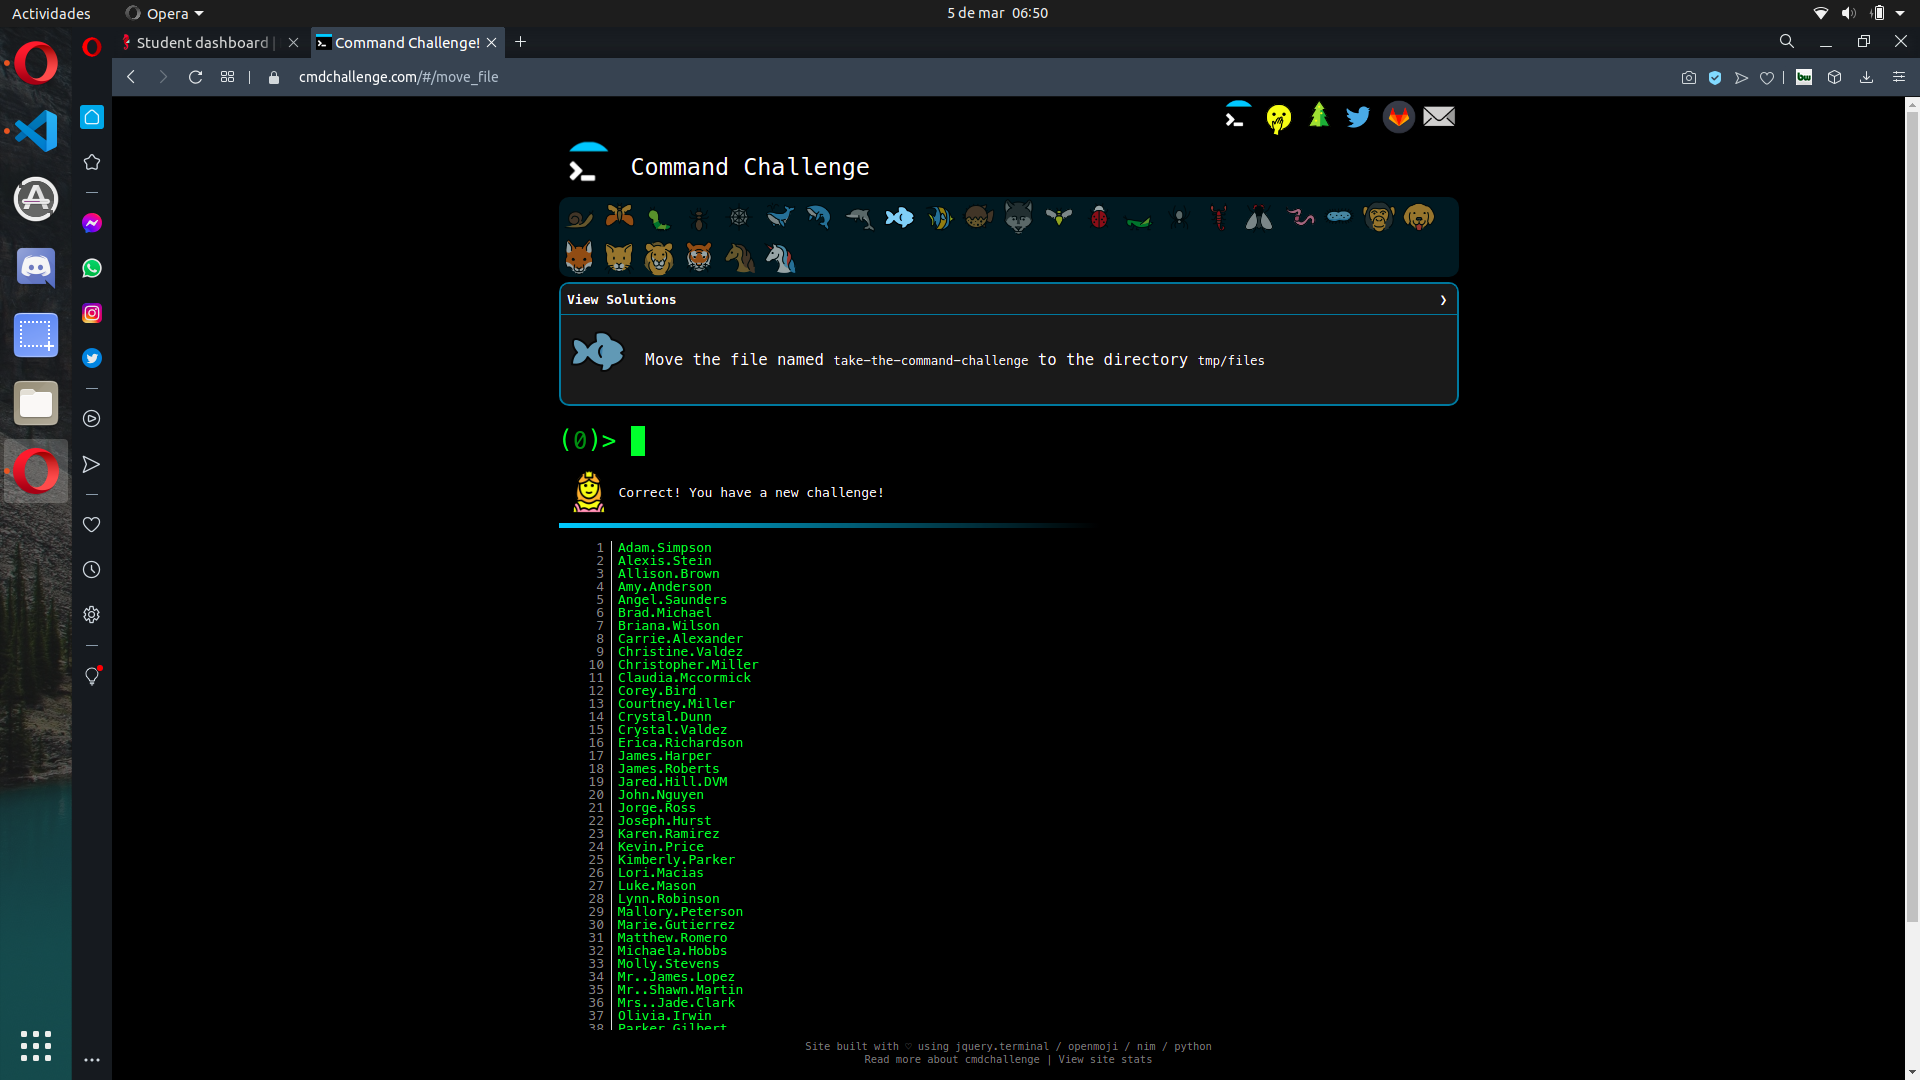 Actividades
Opera
5 de mar 06:50
Student dashboard |
Command Challenge!
cmdchallenge.com/#/move_file
bw
Command Challenge
View Solutions
Move the file named take-the-command-challenge to the directory tmp/files
(0)>
Correct! You have a new challenge!
1 Adam.Simpson
2 Alexis.Stein
3 Allison.Brown
4 Amy.Anderson
5 Angel.Saunders
6 Brad.Michael
7 Briana.Wilson
8 Carrie.Alexander
9 Christine.Valdez
10 Christopher.Miller
11 Claudia.Mccormick
12 Corey.Bird
13 Courtney.Miller
14 Crystal.Dunn
15 Crystal.Valdez
16 Erica.Richardson
17 James.Harper
18 James.Roberts
19 Jared.Hill.DVM
20 John.Nguyen
21 Jorge.Ross
22 Joseph.Hurst
23 Karen.Ramirez
24 Kevin.Price
25 Kimberly.Parker
26 Lori.Macias
27 Luke.Mason
28 Lynn.Robinson
29 Mallory.Peterson
30 Marie.Gutierrez
31 Matthew.Romero
32 Michaela.Hobbs
33 Molly.Stevens
34 Mr..James.Lopez
35 Mr..Shawn.Martin
36 Mrs..Jade.Clark
37 Olivia.Irwin
38 Parker.Gilbert
Site built with ♡ using jquery.terminal / openmoji / nim / python
Read more about cmdchallenge | View site stats